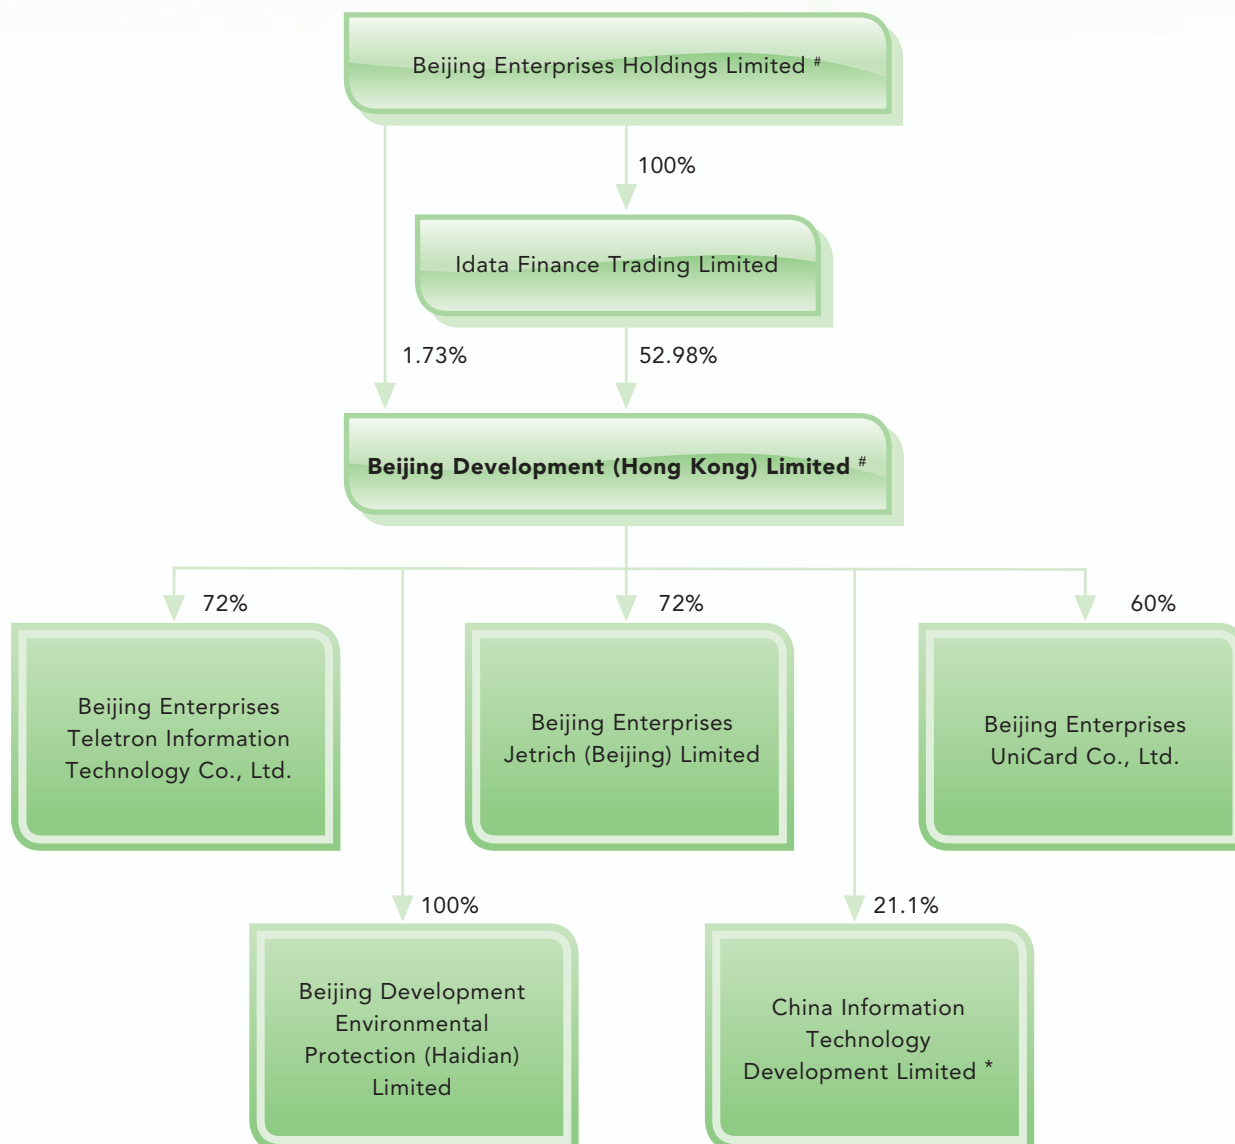 Beijing Enterprises Holdings Limited #
100%
Idata Finance Trading Limited
1.73%
52.98%
Beijing Development (Hong Kong) Limited #
72%
72%
60%
Beijing Enterprises
Teletron Information
Technology Co., Ltd.
Beijing Enterprises
Jetrich (Beijing) Limited
Beijing Enterprises
UniCard Co., Ltd.
100%
21.1%
Beijing Development
Environmental
Protection (Haidian)
Limited
China Information
Technology
Development Limited *